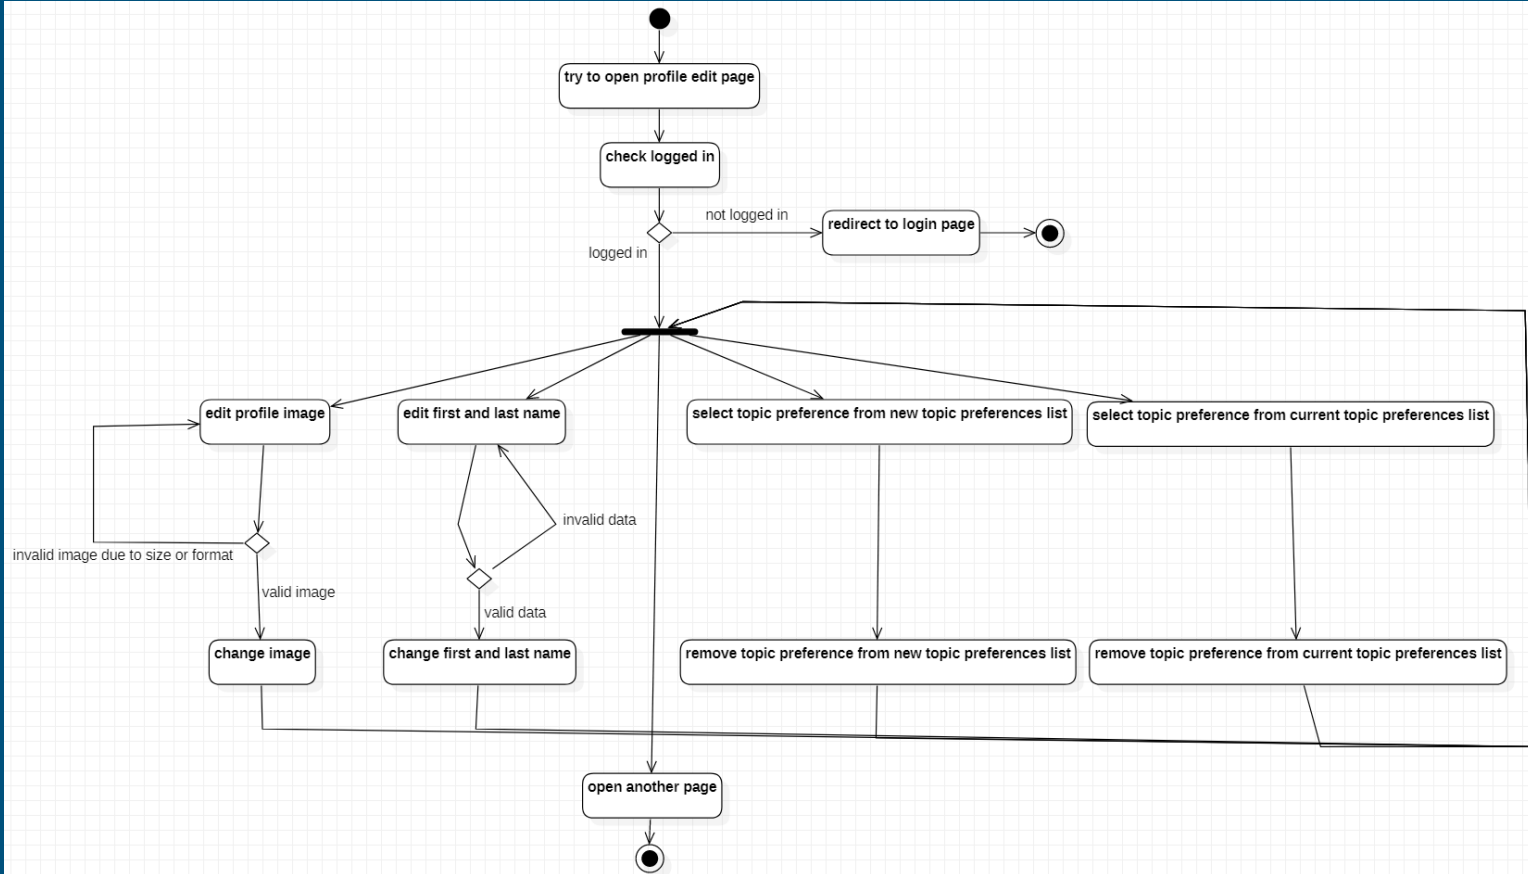 try to open profile edit page
check logged in
not logged in
redirect to login page
logged in
edit profile image
edit first and last name
select topic preference from new topic preferences list
select topic preference from current topic preferences list
invalid data
invalid image due to size or format
valid image
valid data
change image
change first and last name
remove topic preference from new topic preferences list
remove topic preference from current topic preferences list
open another page